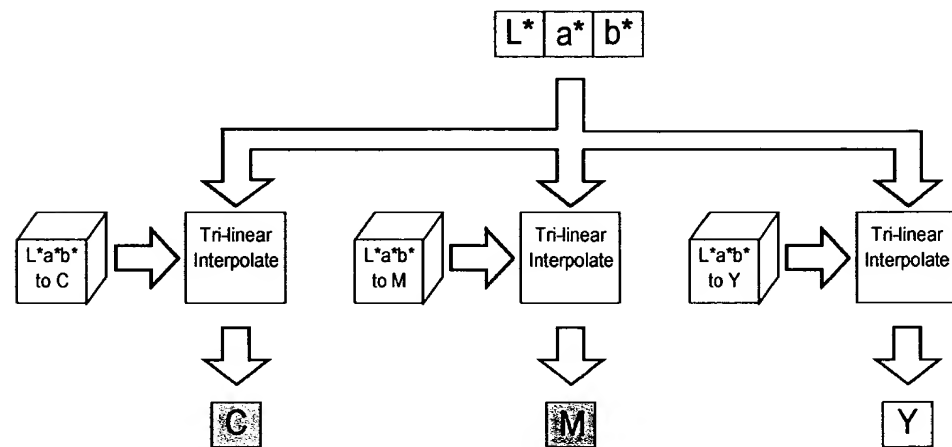 L* a* b*
L*a*b*
to C
Tri-linear
Interpolate
L*a*b*
to M
Tri-linear
Interpolate
L*a*b*
to Y
Tri-linear
Interpolate
C
M
Y